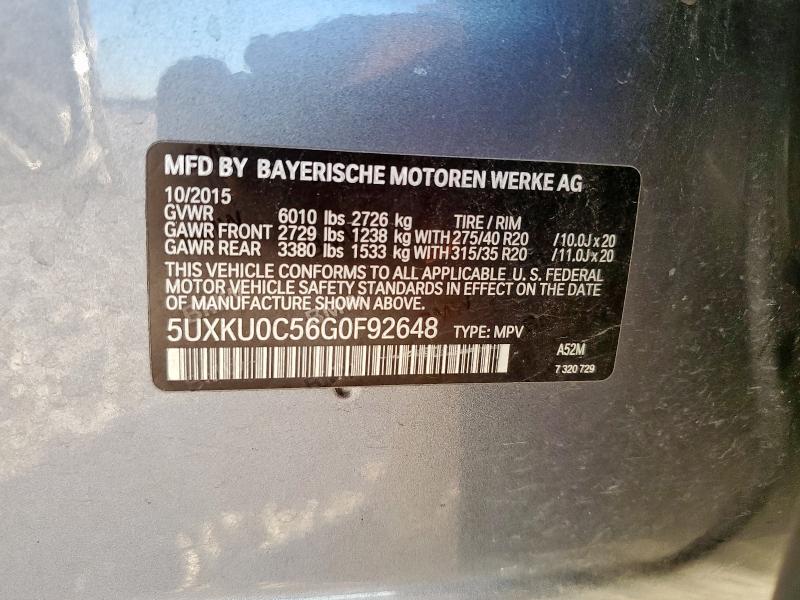 MFD BY BAYERISCHE MOTOREN WERKE AG
10/2015
GVWR 6010 lbs 2726 kg TIRE / RIM
GAWR FRONT 2729 lbs 1238 kg WITH 275/40 R20 /10.0J x 20
GAWR REAR 3380 lbs 1533 kg WITH 315/35 R20 /11.0J x 20
THIS VEHICLE CONFORMS TO ALL APPLICABLE U. S. FEDERAL
MOTOR VEHICLE SAFETY STANDARDS IN EFFECT ON THE DATE
OF MANUFACTURE SHOWN ABOVE.
5UXKU0C56G0F92648 TYPE: MPV
A52M
7 320 729